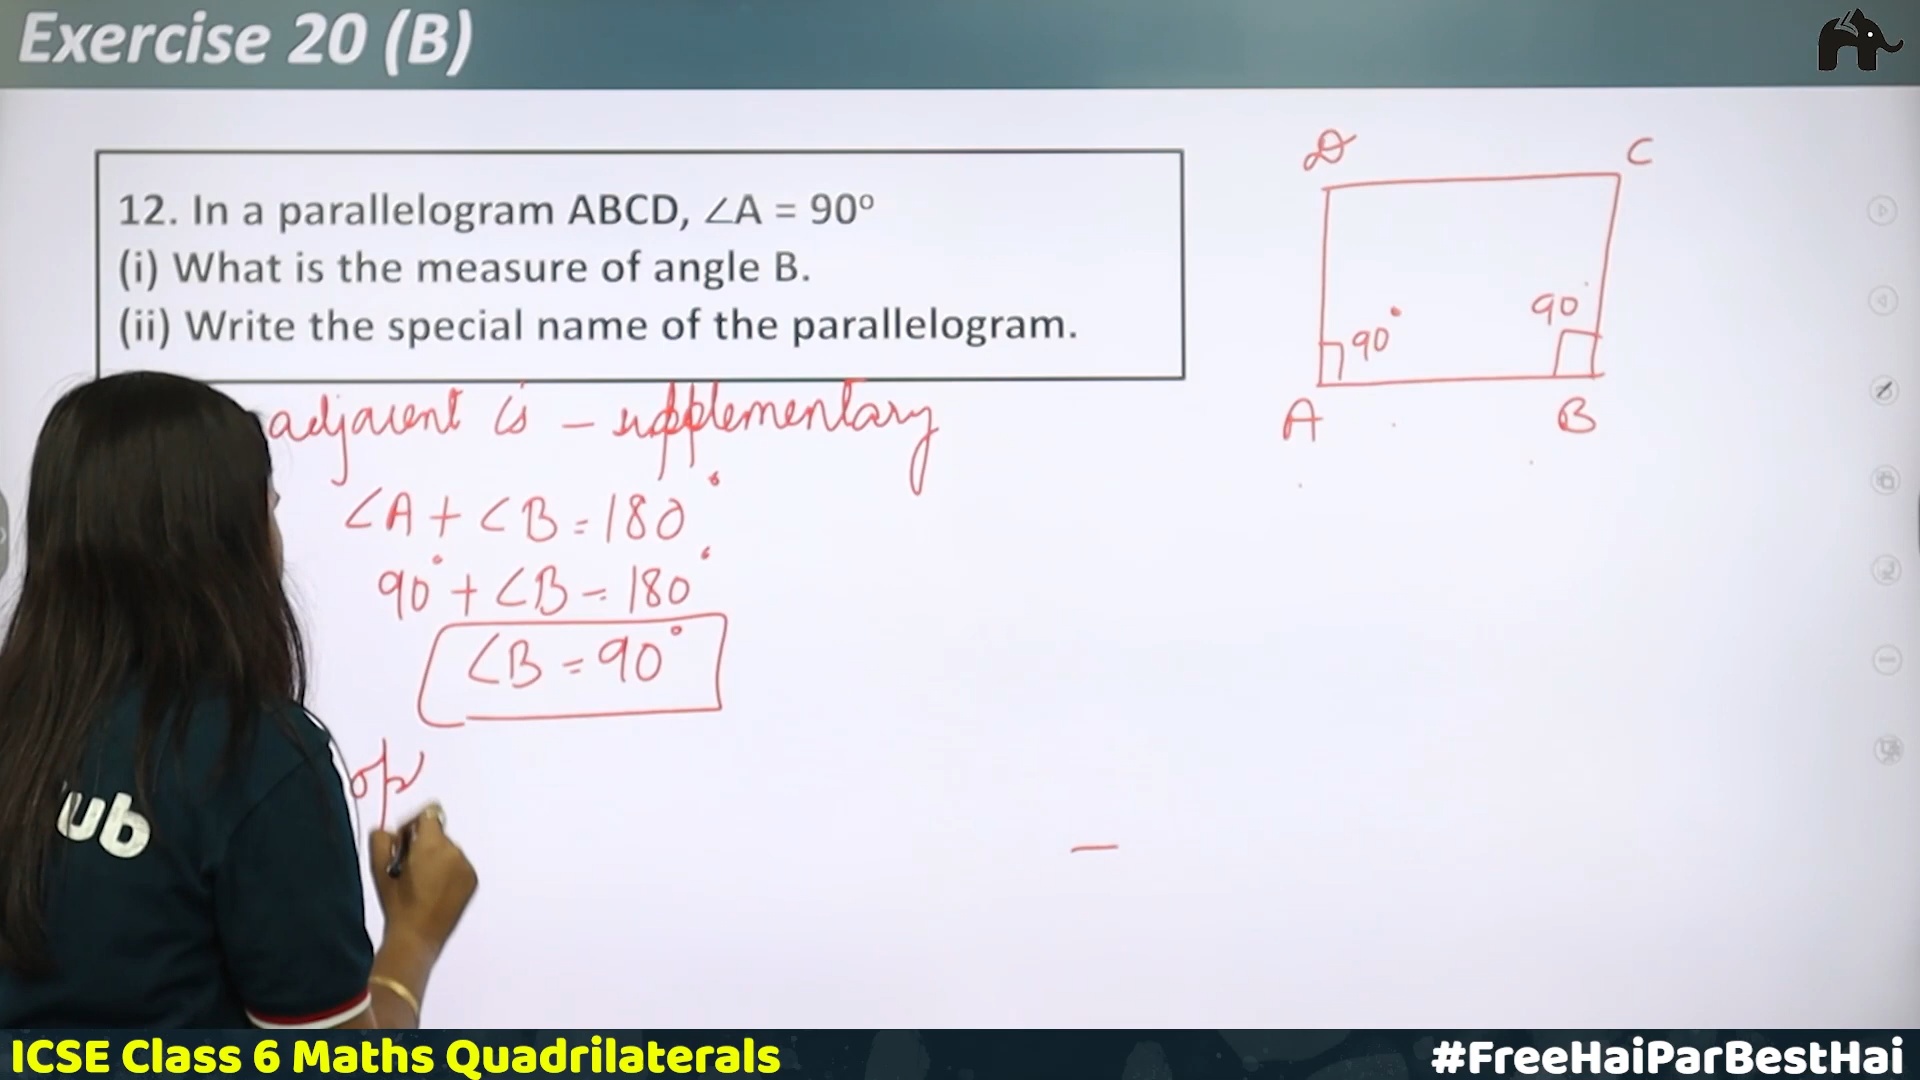 Exercise 20 (B)
12. In a parallelogram ABCD, ∠A = 90°
(i) What is the measure of angle B.
(ii) Write the special name of the parallelogram.
adjacent is - supplementary
∠A + ∠B = 180°
90° + ∠B = 180°
∠B = 90°
op
D
C
90°
90°
A
B
ub
ICSE Class 6 Maths Quadrilaterals
#FreeHaiParBestHai